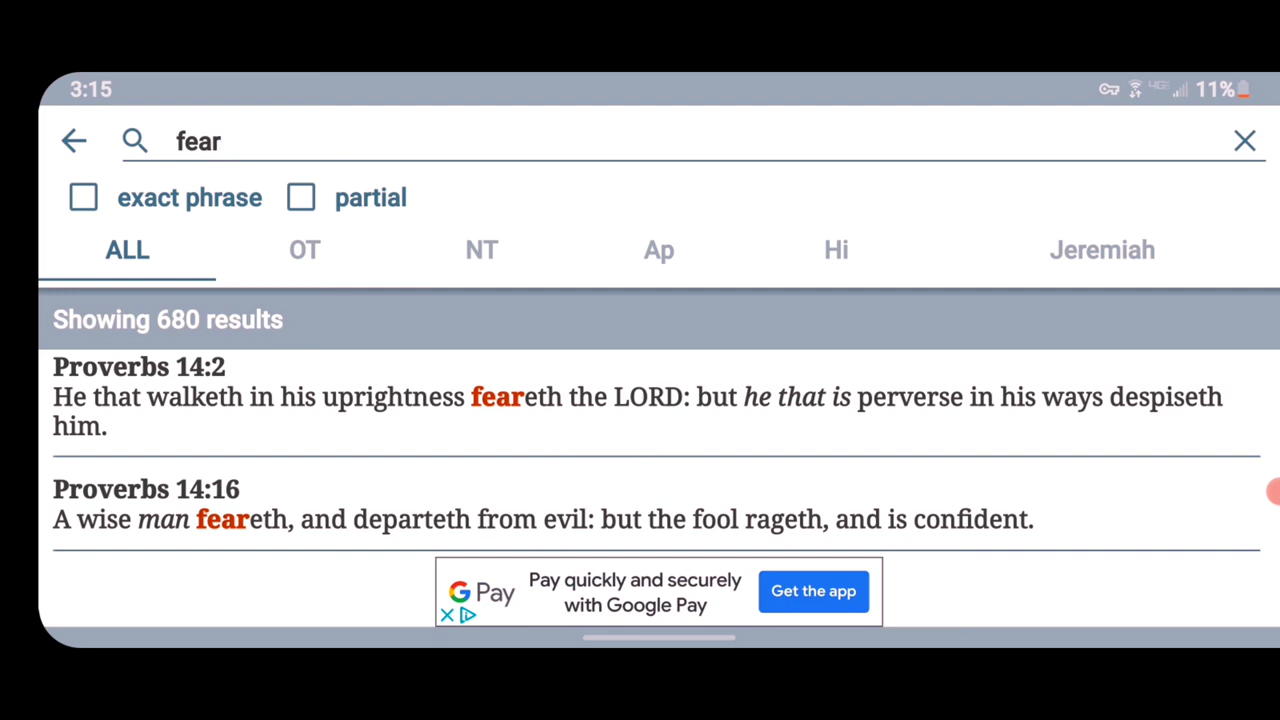 3:15
4GE 11%
fear
exact phrase partial
ALL OT NT Ap Hi Jeremiah
Showing 680 results
Proverbs 14:2
He that walketh in his uprightness feareth the LORD: but he that is perverse in his ways despiseth
him.
Proverbs 14:16
A wise man feareth, and departeth from evil: but the fool rageth, and is confident.
G Pay
Pay quickly and securely
with Google Pay
Get the app